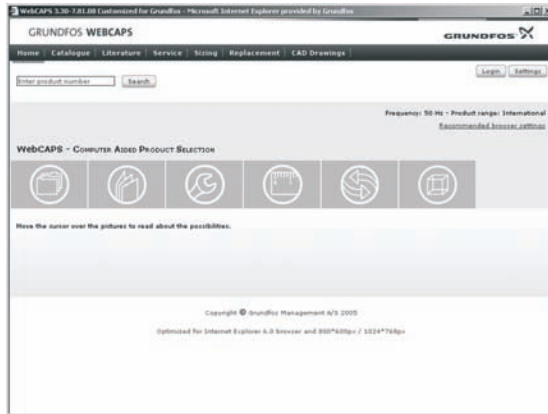 WebCAPS 3.30-7.81.08 Customized for Grundfos - Microsoft Internet Explorer provided by Grundfos
GRUNDFOS WEBCAPS
GRUNDFOS
Home | Catalogue | Literature | Service | Sizing | Replacement | CAD Drawings |
Login Settings
Enter product number Search
Frequency: 50 Hz - Product range: International
Recommended browser settings
WebCAPS - Computer Aided Product Selection
Move the cursor over the pictures to read about the possibilities.
Copyright © Grundfos Management A/S 2005
Optimized for Internet Explorer 6.0 browser and 800*600px / 1024*768px